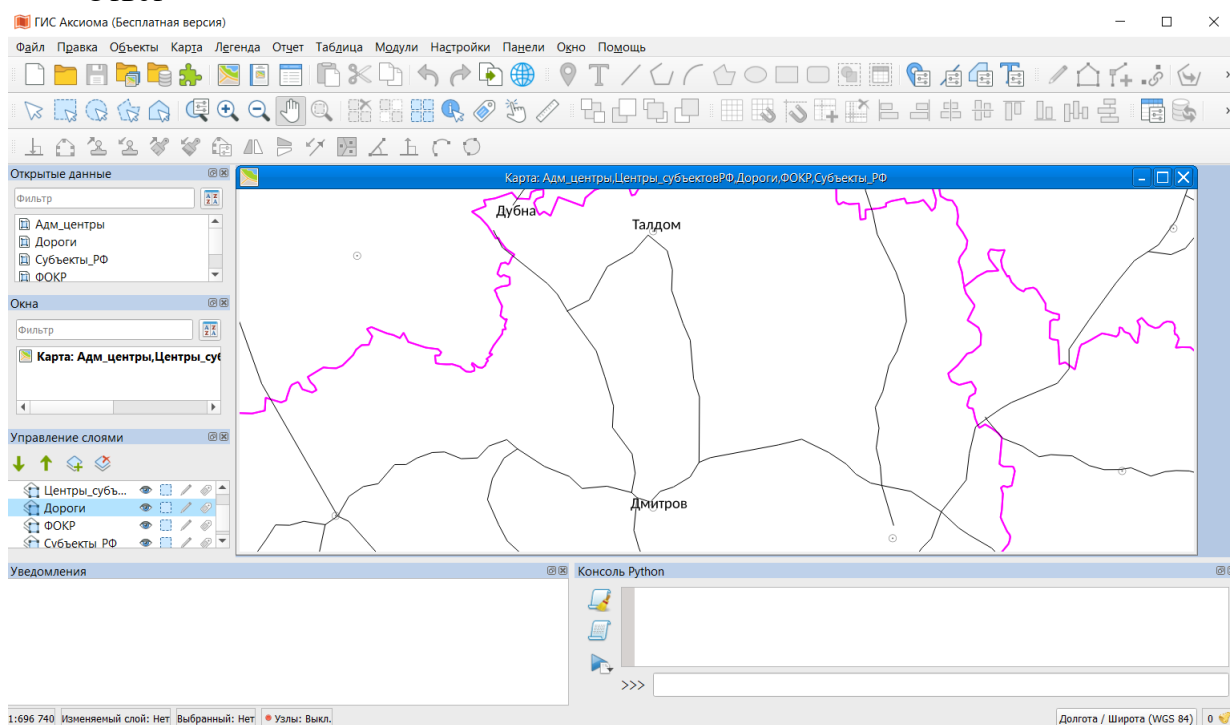 ГИС Аксиома (Бесплатная версия)
Файл Правка Объекты Карта Легенда Отчет Таблица Модули Настройки Панели Окно Помощь
Открытые данные
Фильтр
Адм_центры
Дороги
Субъекты_РФ
ФОКР
Окна
Фильтр
Карта: Адм_центры,Центры_суб
Управление слоями
Центры_субъ...
Дороги
ФОКР
Субъекты_РФ
Карта: Адм_центры,Центры_субъектовРФ,Дороги,ФОКР,Субъекты_РФ
Дубна
Талдом
Дмитров
Уведомления
Консоль Python
>>>
1:696 740 Изменяемый слой: Нет Выбранный: Нет Узлы: Выкл. Долгота / Широта (WGS 84) 0